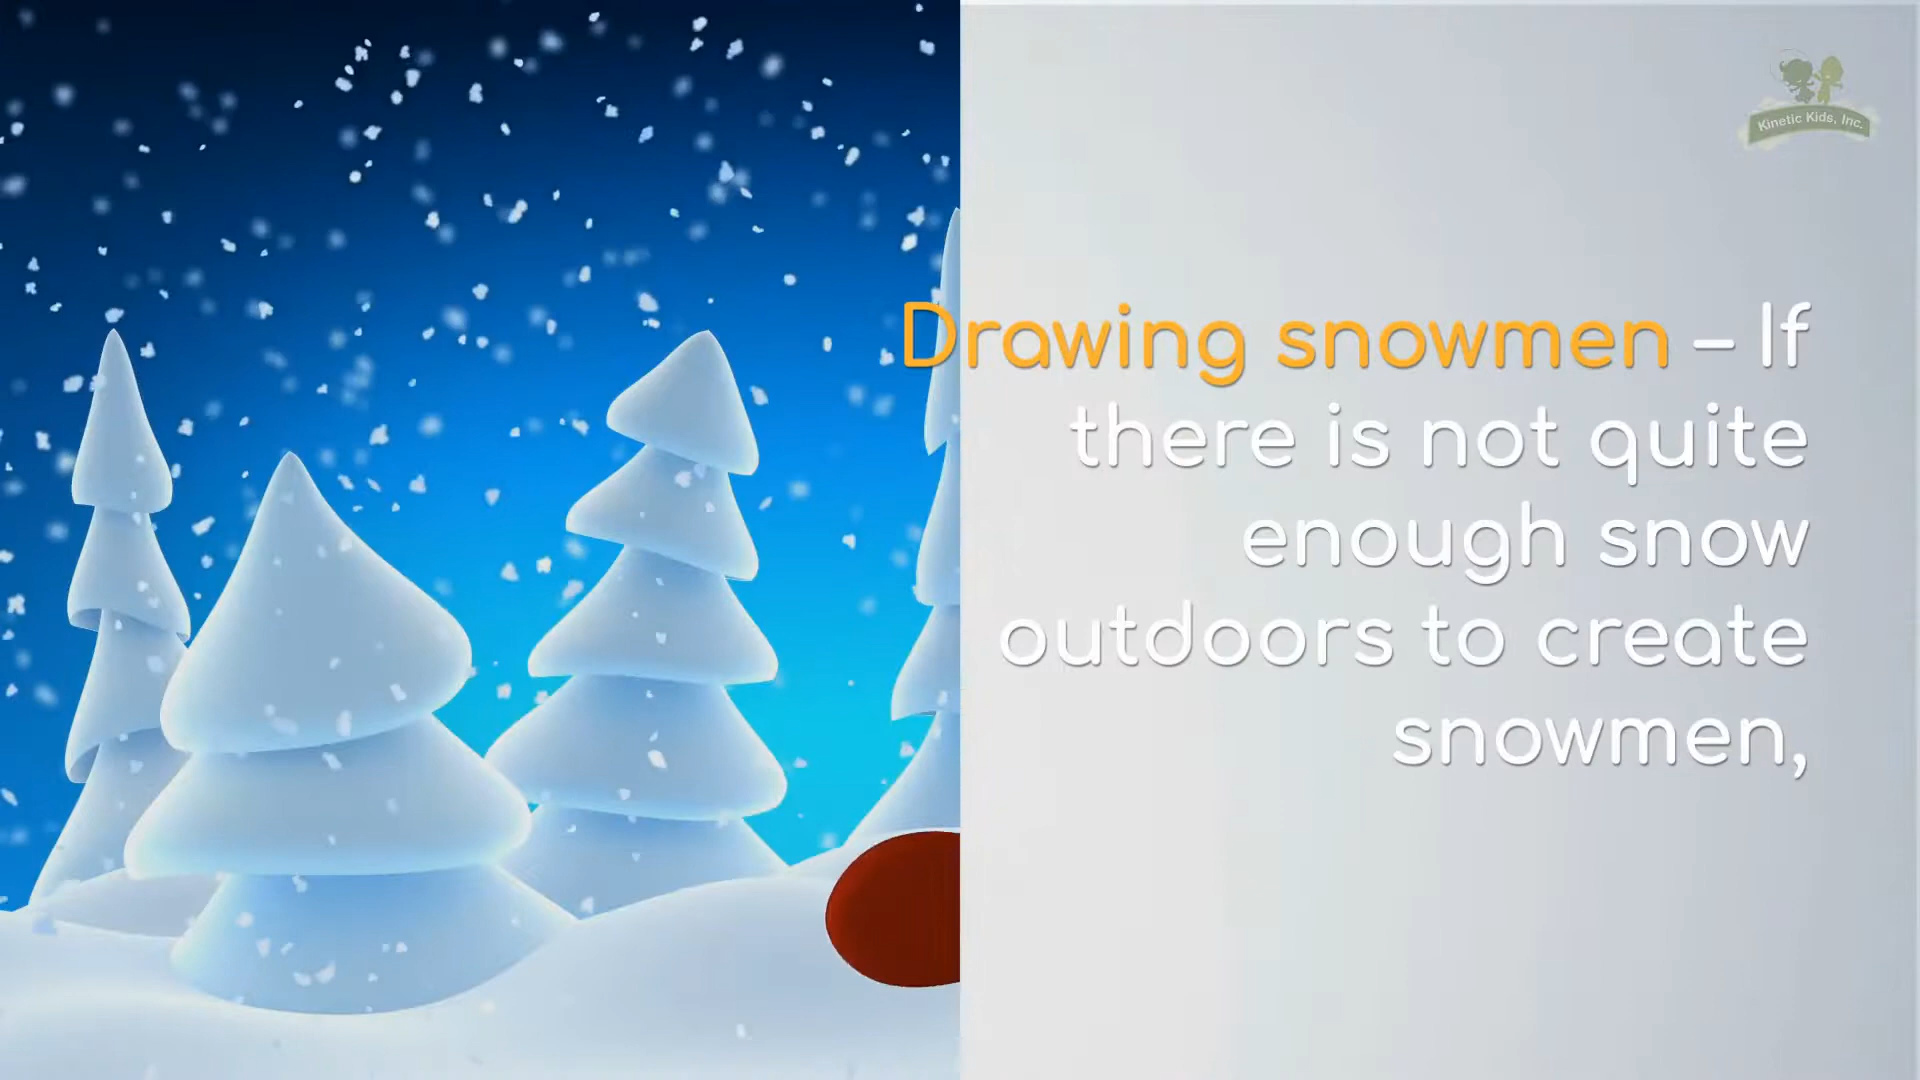 Kinetic Kids, Inc.
Drawing snowmen – If
there is not quite
enough snow
outdoors to create
snowmen,